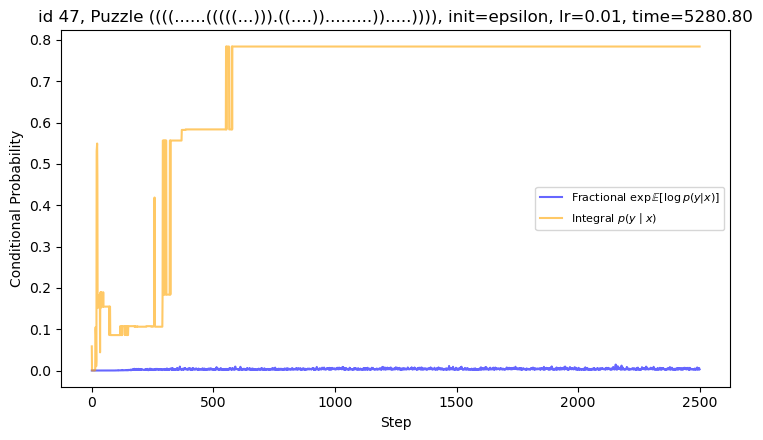 id 47, Puzzle ((((......(((((...))).((....)).........)).....)))), init=epsilon, lr=0.01, time=5280.80
Conditional Probability
0.8
0.7
0.6
0.5
0.4
0.3
0.2
0.1
0.0
Fractional exp𝔼[log p(y|x)]
Integral p(y | x)
0 500 1000 1500 2000 2500
Step